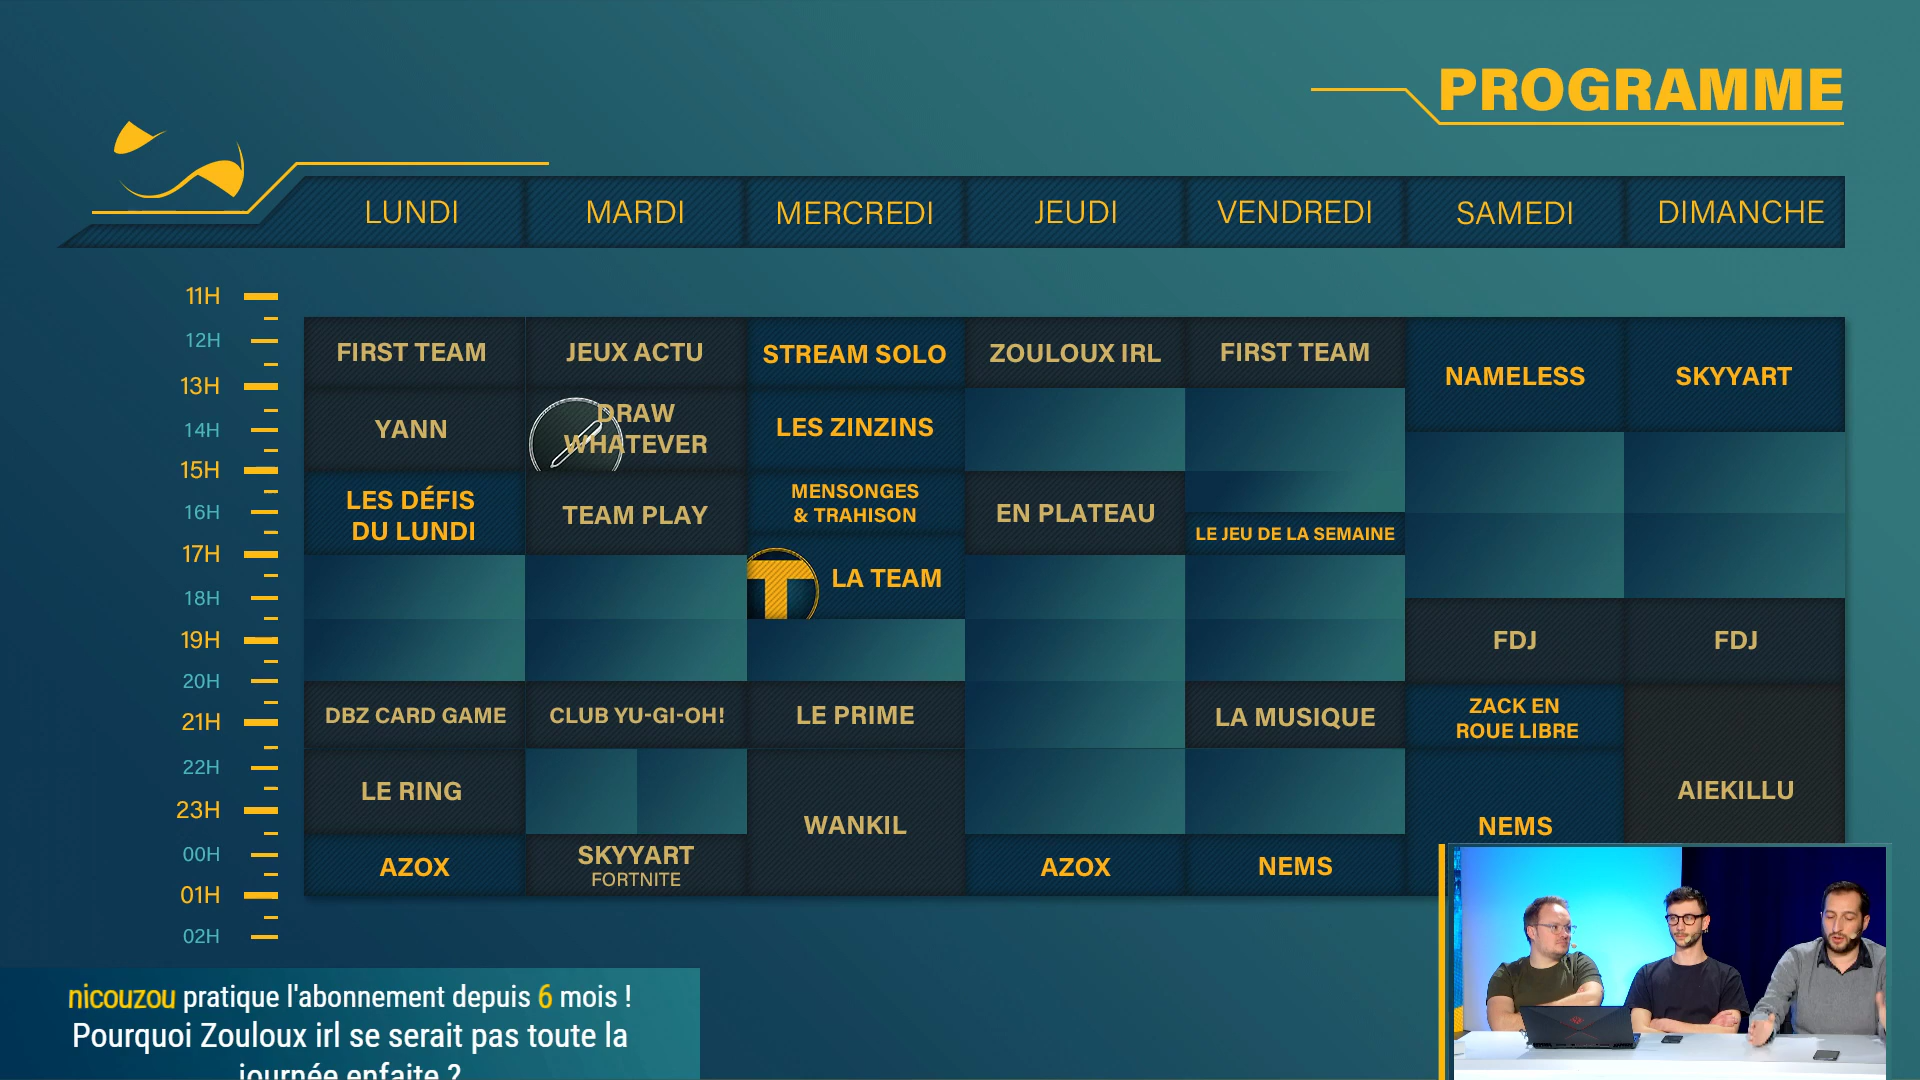 PROGRAMME
LUNDI MARDI MERCREDI JEUDI VENDREDI SAMEDI DIMANCHE
11H
12H
13H
14H
15H
16H
17H
18H
19H
20H
21H
22H
23H
00H
01H
02H
FIRST TEAM
YANN
LES DÉFIS
DU LUNDI
DBZ CARD GAME
LE RING
AZOX
JEUX ACTU
DRAW
WHATEVER
TEAM PLAY
CLUB YU-GI-OH!
SKYYART
FORTNITE
STREAM SOLO
LES ZINZINS
MENSONGES
& TRAHISON
T LA TEAM
LE PRIME
WANKIL
ZOULOUX IRL
EN PLATEAU
AZOX
FIRST TEAM
LE JEU DE LA SEMAINE
LA MUSIQUE
NEMS
NAMELESS
FDJ
ZACK EN
ROUE LIBRE
NEMS
SKYYART
FDJ
AIEKILLU
nicouzou pratique l'abonnement depuis 6 mois !
Pourquoi Zouloux irl se serait pas toute la
journée enfaite ?